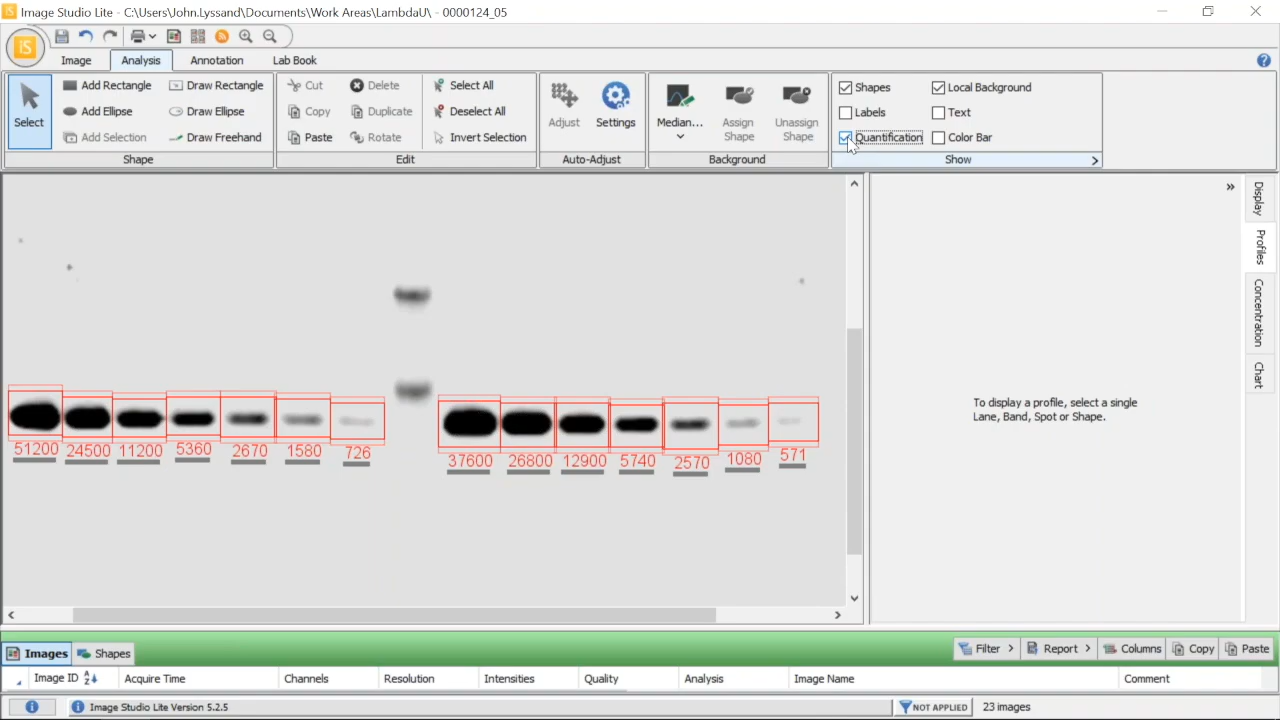 Image Studio Lite - C:\Users\John.Lyssand\Documents\Work Areas\LambdaU\ - 0000124_05
iS
Image Analysis Annotation Lab Book
Select
Add Rectangle Draw Rectangle
Add Ellipse Draw Ellipse
Add Selection Draw Freehand
Shape
Cut Delete Select All
Copy Duplicate Deselect All
Paste Rotate Invert Selection
Edit
Adjust Settings
Auto-Adjust
Median... Assign Shape Unassign Shape
Background
Shapes Local Background
Labels Text
Quantification Color Bar
Show
Display
Profiles
Concentration
Chart
To display a profile, select a single
Lane, Band, Spot or Shape.
51200 24500 11200 5360 2670 1580 726
37600 26800 12900 5740 2570 1080 571
Images Shapes Filter Report Columns Copy Paste
Image ID Acquire Time Channels Resolution Intensities Quality Analysis Image Name Comment
Image Studio Lite Version 5.2.5 NOT APPLIED 23 images